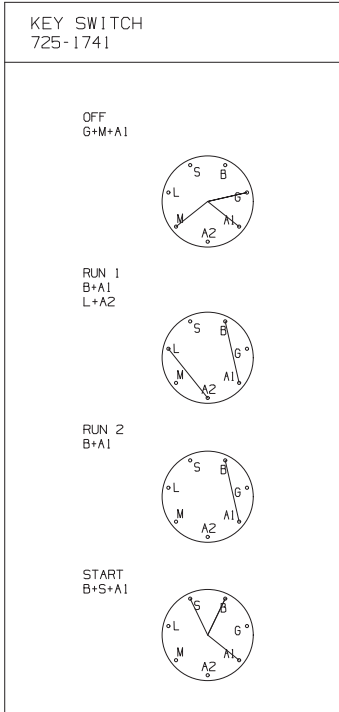 KEY SWITCH
725-1741
OFF
G+M+A1
S B
L G
M A1
A2
RUN 1
B+A1
L+A2
S B
L G
M A1
A2
RUN 2
B+A1
S B
L G
M A1
A2
START
B+S+A1
S B
L G
M A1
A2